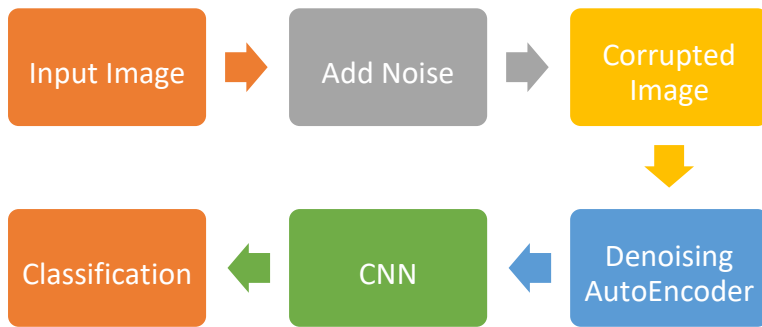 Input Image
Add Noise
Corrupted
Image
Classification
CNN
Denoising
AutoEncoder